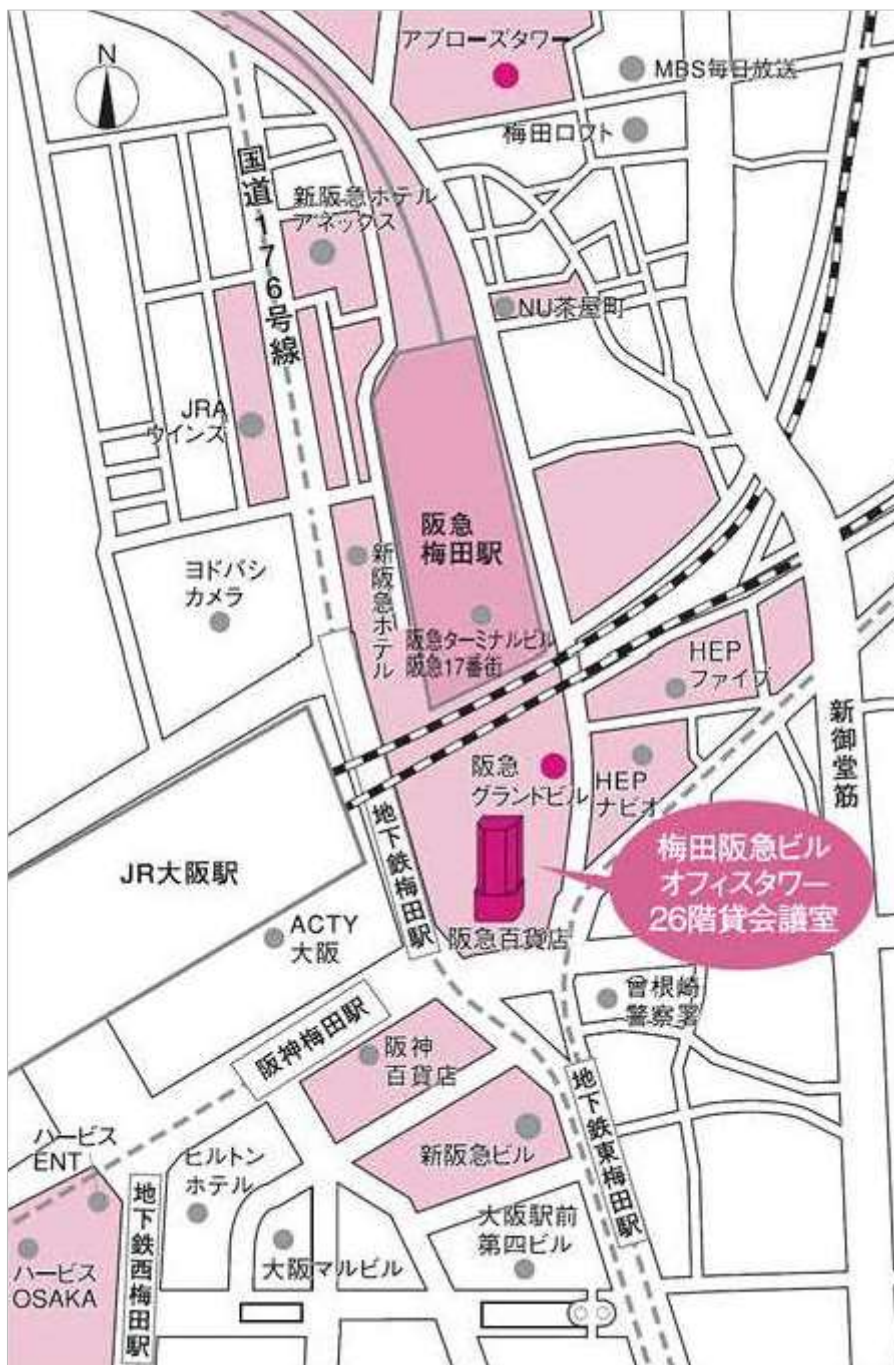 アプローズタワー
N
MBS毎日放送
梅田ロフト
国道176号線
新阪急ホテル
アネックス
NU茶屋町
JRA
ウインズ
阪急
梅田駅
ヨドバシ
カメラ
新阪急ホテル
阪急ターミナルビル
阪急17番街
HEP
ファイブ
新御堂筋
阪急
グランドビル
HEP
ナビオ
地下鉄梅田駅
梅田阪急ビル
オフィスタワー
26階貸会議室
JR大阪駅
ACTY
大阪
阪急百貨店
曾根崎
警察署
阪神梅田駅
阪神
百貨店
地下鉄東梅田駅
ハービス
ENT
ヒルトン
ホテル
新阪急ビル
地下鉄西梅田駅
大阪駅前
第四ビル
大阪マルビル
ハービス
OSAKA